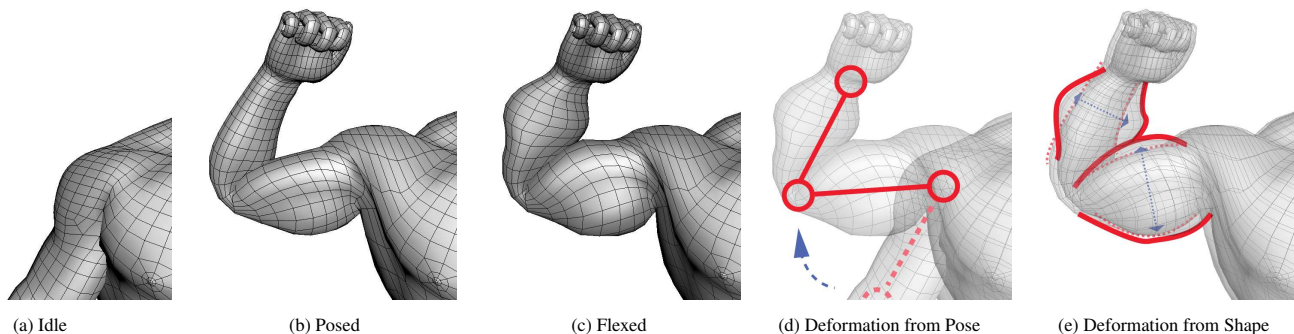 (a) Idle
(b) Posed
(c) Flexed
(d) Deformation from Pose
(e) Deformation from Shape